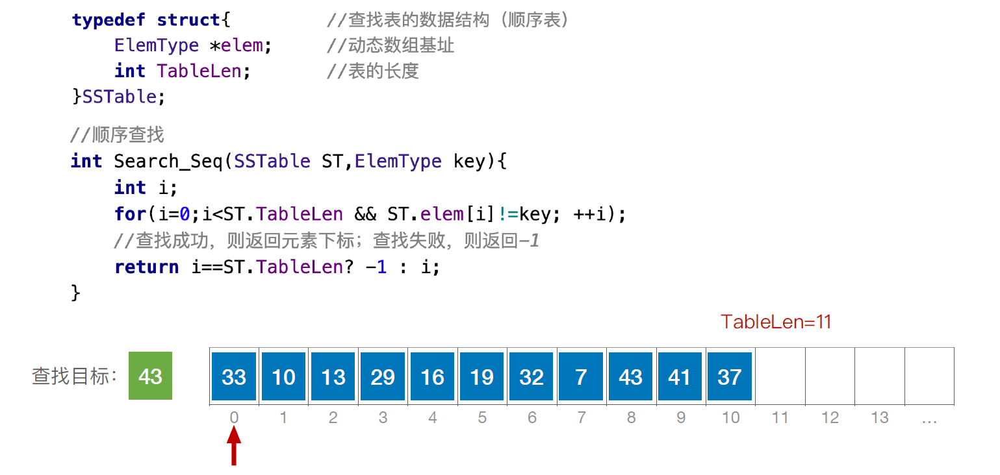 typedef struct{ //查找表的数据结构（顺序表）
ElemType *elem; //动态数组基址
int TableLen; //表的长度
}SSTable;
//顺序查找
int Search_Seq(SSTable ST,ElemType key){
int i;
for(i=0;i<ST.TableLen && ST.elem[i]!=key; ++i);
//查找成功，则返回元素下标；查找失败，则返回-1
return i==ST.TableLen? -1 : i;
}
TableLen=11
查找目标： 43 33 10 13 29 16 19 32 7 43 41 37
0 1 2 3 4 5 6 7 8 9 10 11 12 13 ...